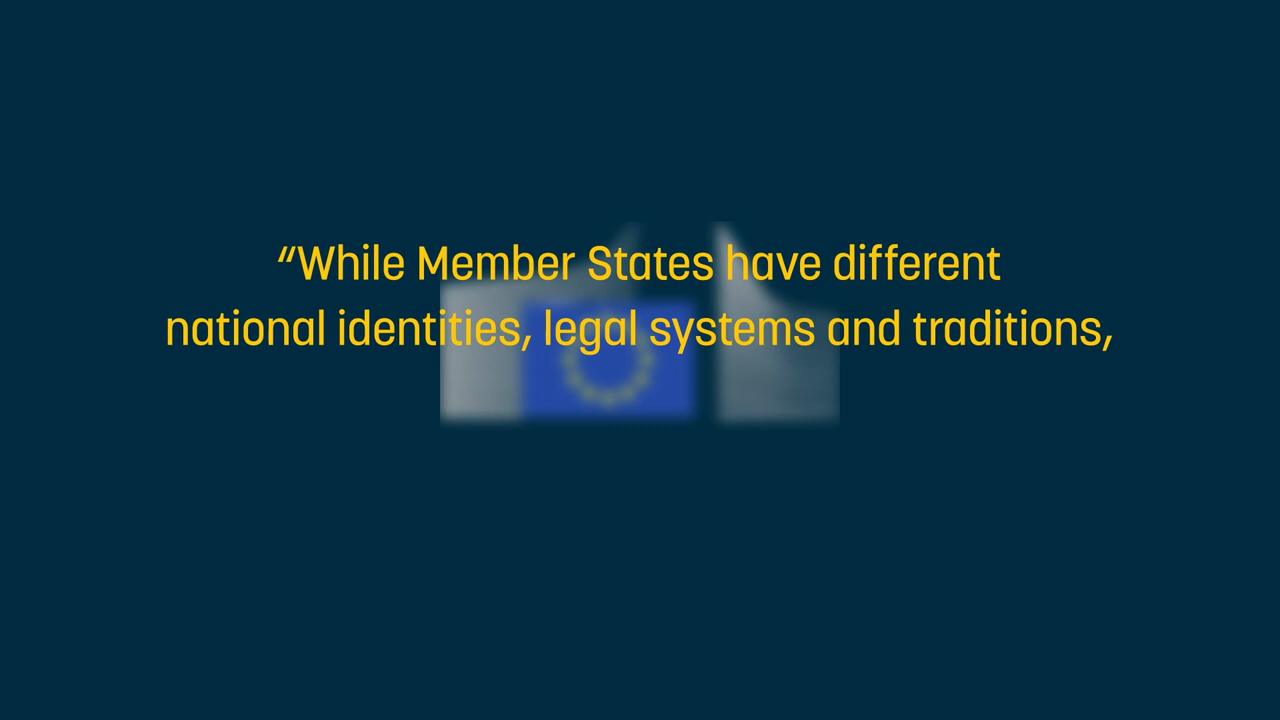 “While Member States have different
national identities, legal systems and traditions,